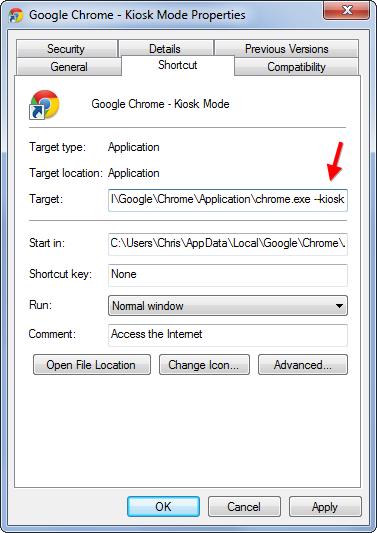 Google Chrome - Kiosk Mode Properties
Security
Details
Previous Versions
General
Shortcut
Compatibility
Google Chrome - Kiosk Mode
Target type: Application
Target location: Application
Target: l\Google\Chrome\Application\chrome.exe --kiosk
Start in: C:\Users\Chris\AppData\Local\Google\Chrome\.
Shortcut key: None
Run: Normal window
Comment: Access the Internet
Open File Location
Change Icon...
Advanced...
OK
Cancel
Apply